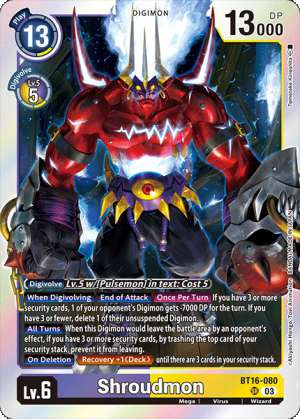 DIGIMON
Play
13
13000
DP
Digivolve
Lv.5
5
Digivolve Lv.5 w/[Pulsemon] in text: Cost 5
When Digivolving End of Attack Once Per Turn If you have 3 or more
security cards, 1 of your opponent's Digimon gets -7000 DP for the turn. If you
have 3 or fewer, delete 1 of their unsuspended Digimon.
All Turns When this Digimon would leave the battle area by an opponent's
effect, if you have 3 or more security cards, by trashing the top card of your
security stack, prevent it from leaving.
On Deletion Recovery +1 (Deck) until there are 3 cards in your security stack.
Lv.6
Shroudmon
BT16-080
03
Mega
Virus
Wizard